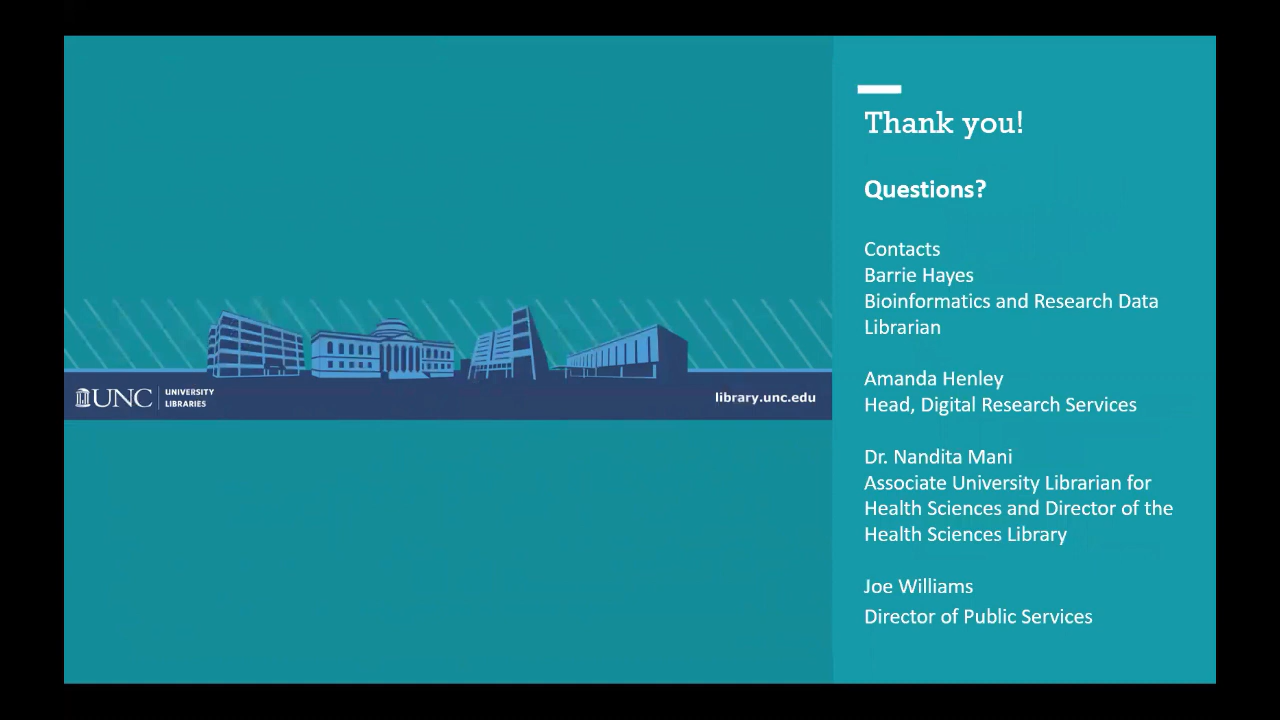 UNC
UNIVERSITY
LIBRARIES
library.unc.edu
Thank you!
Questions?
Contacts
Barrie Hayes
Bioinformatics and Research Data
Librarian
Amanda Henley
Head, Digital Research Services
Dr. Nandita Mani
Associate University Librarian for
Health Sciences and Director of the
Health Sciences Library
Joe Williams
Director of Public Services